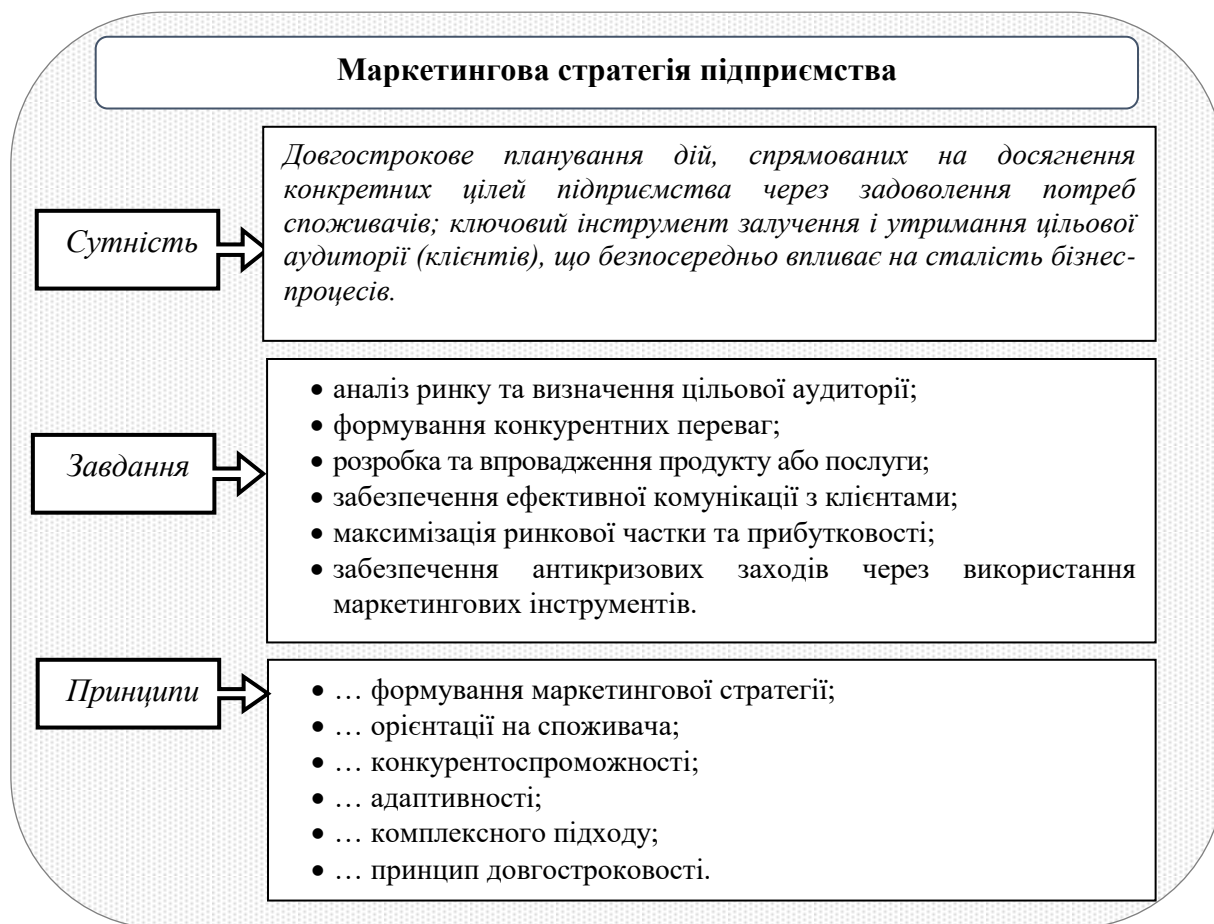 Маркетингова стратегія підприємства
Сутність
Довгострокове планування дій, спрямованих на досягнення
конкретних цілей підприємства через задоволення потреб
споживачів; ключовий інструмент залучення і утримання цільової
аудиторії (клієнтів), що безпосередньо впливає на сталість бізнес-
процесів.
Завдання
• аналіз ринку та визначення цільової аудиторії;
• формування конкурентних переваг;
• розробка та впровадження продукту або послуги;
• забезпечення ефективної комунікації з клієнтами;
• максимізація ринкової частки та прибутковості;
• забезпечення антикризових заходів через використання
маркетингових інструментів.
Принципи
• … формування маркетингової стратегії;
• … орієнтації на споживача;
• … конкурентоспроможності;
• … адаптивності;
• … комплексного підходу;
• … принцип довгостроковості.